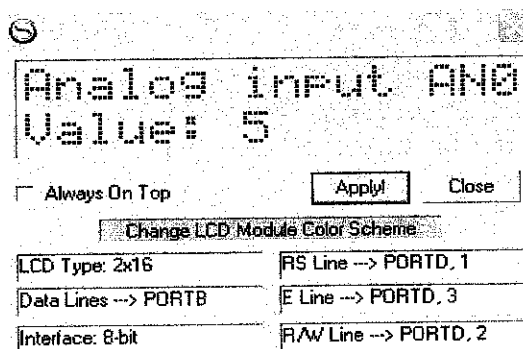 Analog input AN0
Value: 5
Always On Top
Apply!
Close
Change LCD Module Color Scheme
LCD Type: 2x16
RS Line --> PORTD, 1
Data Lines --> PORTB
E Line --> PORTD, 3
Interface: 8-bit
R/W Line --> PORTD, 2